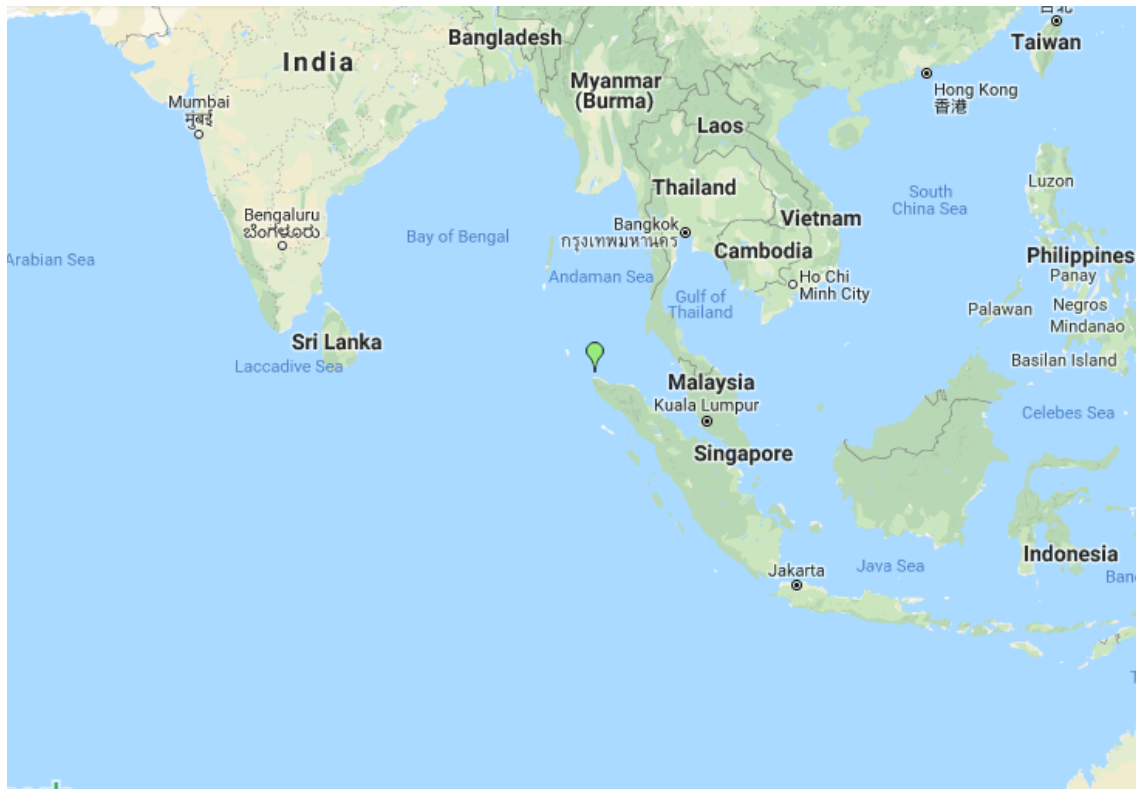 台北
Bangladesh
Taiwan
India
Myanmar
(Burma)
Hong Kong
香港
Mumbai
मुंबई
Laos
Luzon
Thailand
South
China Sea
Bengaluru
ಬೆಂಗಳೂರು
Vietnam
Bangkok
กรุงเทพมหานคร
Bay of Bengal
Cambodia
Arabian Sea
Philippines
Andaman Sea
Panay
Ho Chi
Minh City
Gulf of
Thailand
Palawan
Negros
Mindanao
Sri Lanka
Basilan Island
Laccadive Sea
Malaysia
Kuala Lumpur
Celebes Sea
Singapore
Indonesia
Java Sea
Jakarta
Ban